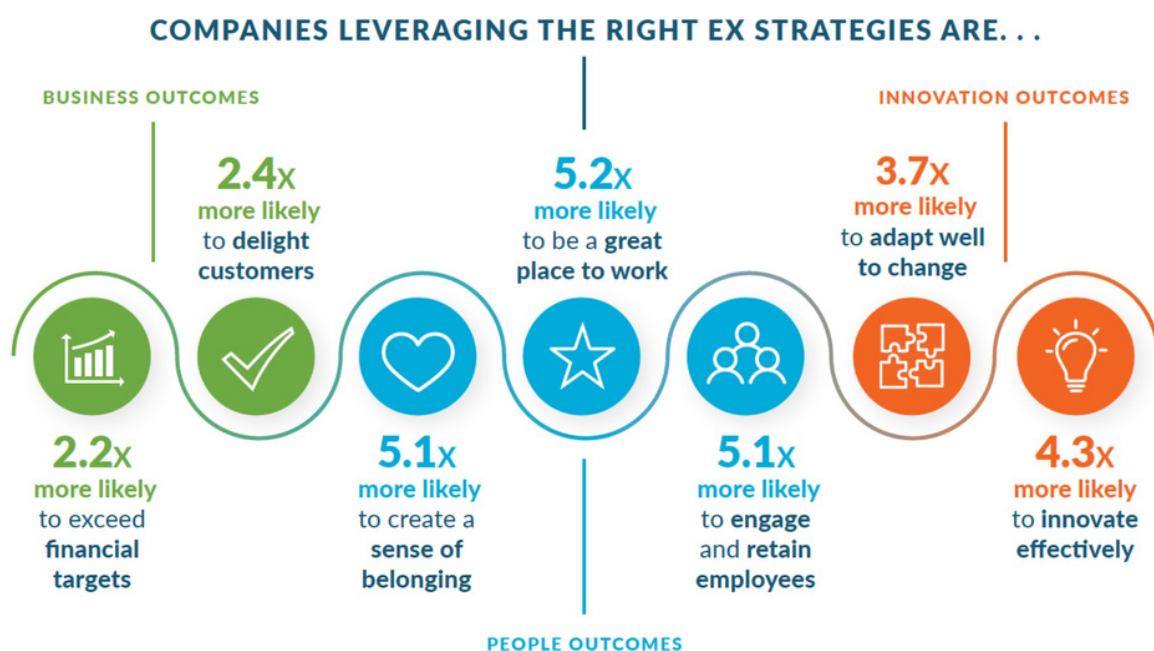 COMPANIES LEVERAGING THE RIGHT EX STRATEGIES ARE. . .
BUSINESS OUTCOMES
2.2X
more likely
to exceed
financial
targets
2.4X
more likely
to delight
customers
5.1X
more likely
to create a
sense of
belonging
5.2X
more likely
to be a great
place to work
5.1X
more likely
to engage
and retain
employees
PEOPLE OUTCOMES
INNOVATION OUTCOMES
3.7X
more likely
to adapt well
to change
4.3X
more likely
to innovate
effectively